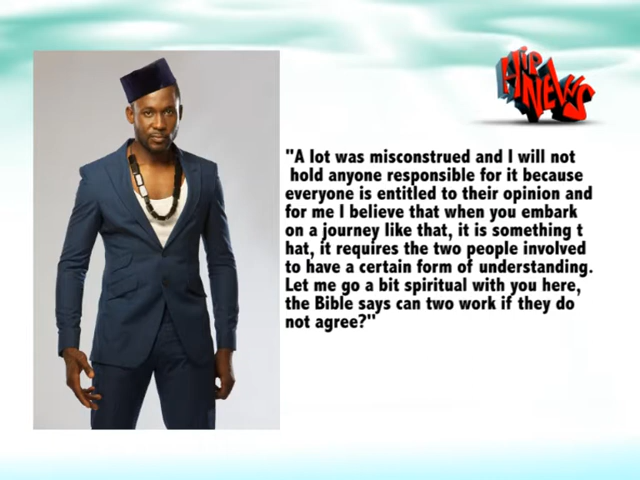 HIP
NEWS
"A lot was misconstrued and I will not
hold anyone responsible for it because
everyone is entitled to their opinion and
for me I believe that when you embark
on a journey like that, it is something t
hat, it requires the two people involved
to have a certain form of understanding.
Let me go a bit spiritual with you here,
the Bible says can two work if they do
not agree?"